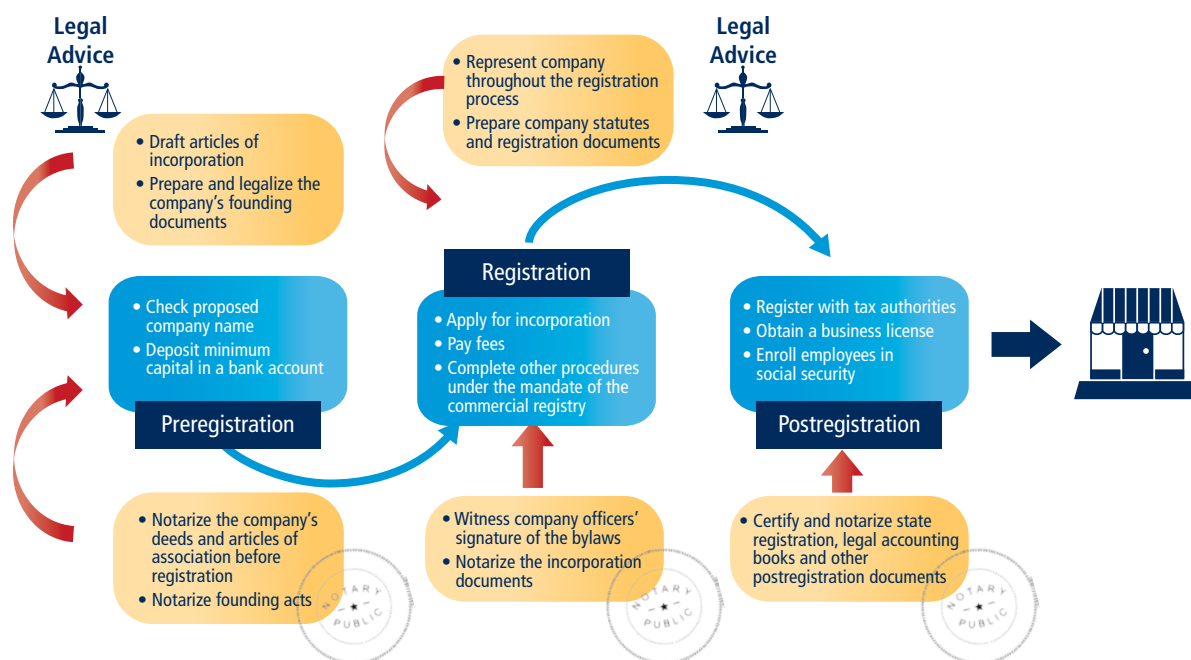 Legal
Advice
• Draft articles of
incorporation
• Prepare and legalize the
company's founding
documents
• Represent company
throughout the registration
process
• Prepare company statutes
and registration documents
Legal
Advice
• Check proposed
company name
• Deposit minimum
capital in a bank account
Preregistration
Registration
• Apply for incorporation
• Pay fees
• Complete other procedures
under the mandate of the
commercial registry
• Register with tax authorities
• Obtain a business license
• Enroll employees in
social security
Postregistration
• Notarize the company's
deeds and articles of
association before
registration
• Notarize founding acts
NOTARY
PUBLIC
• Witness company officers'
signature of the bylaws
• Notarize the incorporation
documents
NOTARY
PUBLIC
• Certify and notarize state
registration, legal accounting
books and other
postregistration documents
NOTARY
PUBLIC